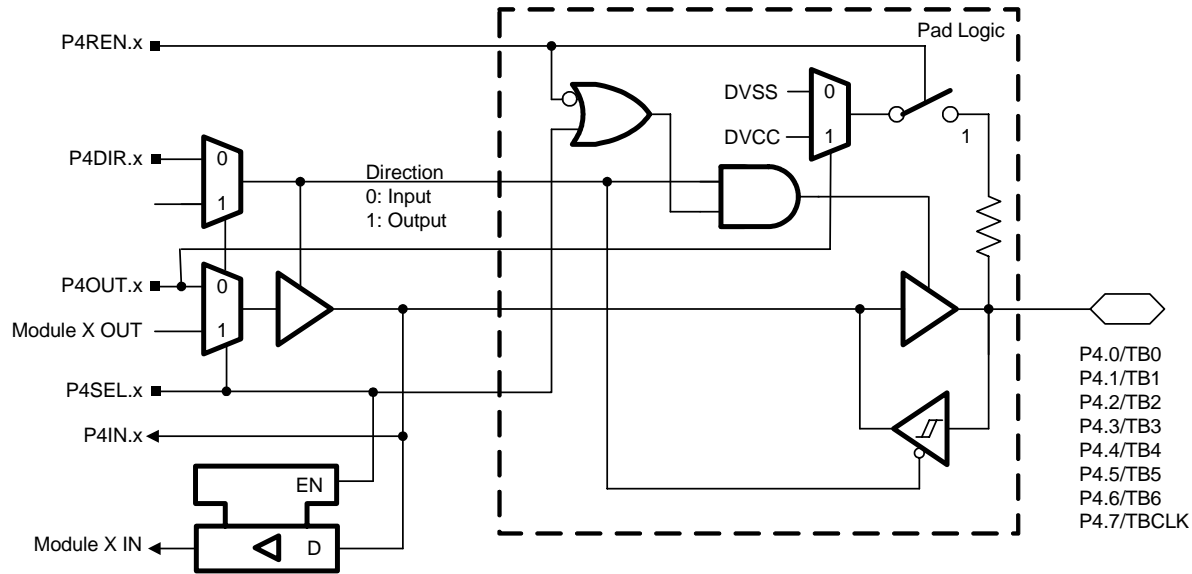 Pad Logic
P4REN.x
DVSS
0
DVCC
1
1
P4DIR.x
0
1
Direction
0: Input
1: Output
P4OUT.x
0
Module X OUT
1
P4SEL.x
P4IN.x
EN
Module X IN
D
P4.0/TB0
P4.1/TB1
P4.2/TB2
P4.3/TB3
P4.4/TB4
P4.5/TB5
P4.6/TB6
P4.7/TBCLK